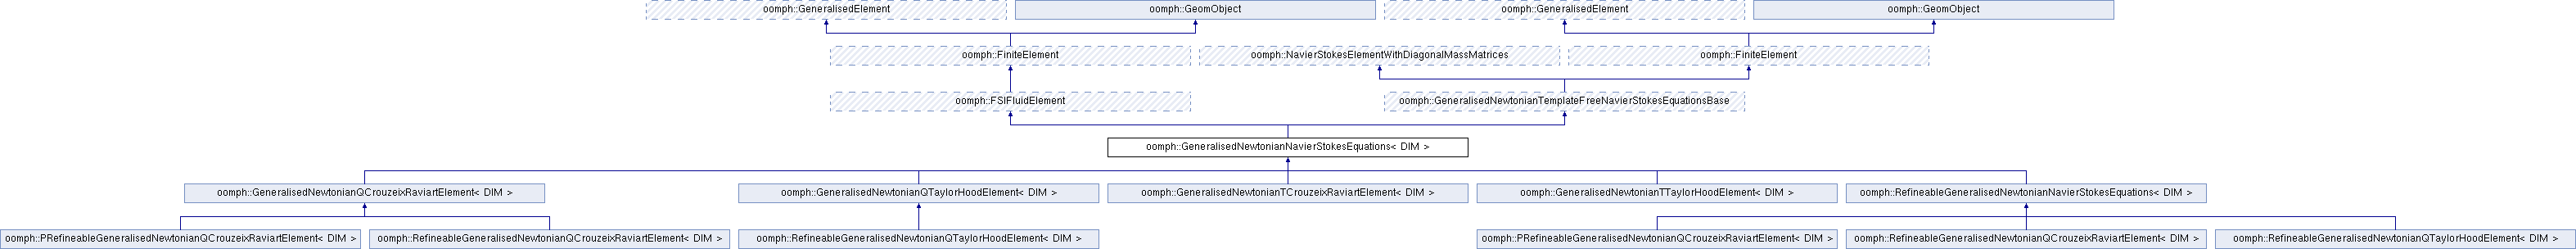 oomph::GeneralisedElement
oomph::GeomObject
oomph::GeneralisedElement
oomph::GeomObject
oomph::FiniteElement
oomph::NavierStokesElementWithDiagonalMassMatrices
oomph::FiniteElement
oomph::FSIFluidElement
oomph::GeneralisedNewtonianTemplateFreeNavierStokesEquationsBase
oomph::GeneralisedNewtonianNavierStokesEquations< DIM >
oomph::GeneralisedNewtonianQCrouzeixRaviartElement< DIM >
oomph::GeneralisedNewtonianQTaylorHoodElement< DIM >
oomph::GeneralisedNewtonianTCrouzeixRaviartElement< DIM >
oomph::GeneralisedNewtonianTTaylorHoodElement< DIM >
oomph::RefineableGeneralisedNewtonianNavierStokesEquations< DIM >
oomph::PRefineableGeneralisedNewtonianQCrouzeixRaviartElement< DIM >
oomph::RefineableGeneralisedNewtonianQCrouzeixRaviartElement< DIM >
oomph::RefineableGeneralisedNewtonianQTaylorHoodElement< DIM >
oomph::PRefineableGeneralisedNewtonianQCrouzeixRaviartElement< DIM >
oomph::RefineableGeneralisedNewtonianQCrouzeixRaviartElement< DIM >
oomph::RefineableGeneralisedNewtonianQTaylorHoodElement< DIM >